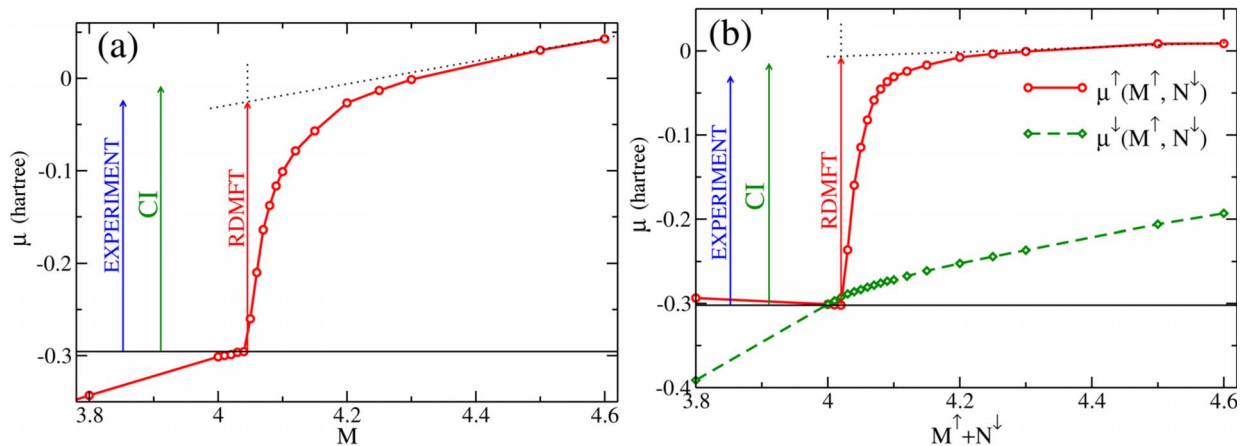 (a)
0
-0.1
-0.2
-0.3
μ (hartree)
EXPERIMENT
CI
RDMFT
3.8 4 4.2 4.4 4.6
M
(b)
0
-0.1
-0.2
-0.3
-0.4
μ (hartree)
EXPERIMENT
CI
RDMFT
μ↑(M↑, N↓)
μ↓(M↑, N↓)
3.8 4 4.2 4.4 4.6
M↑+N↓